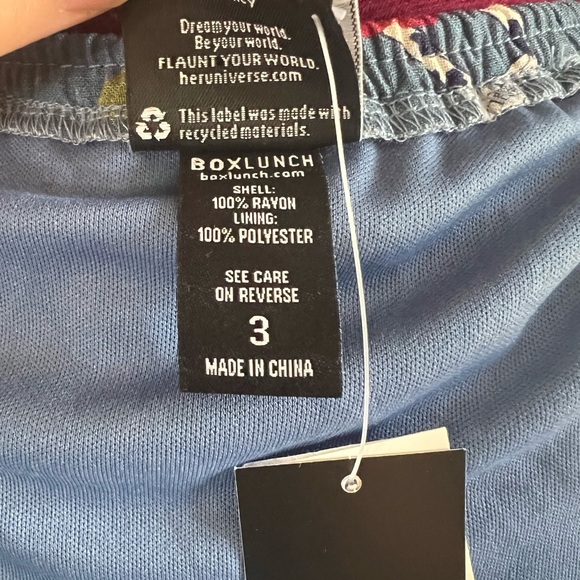 Dream your world.
Be your world.
FLAUNT YOUR WORLD.
heruniverse.com
This label was made with
recycled materials.
BOXLUNCH
boxlunch.com
SHELL:
100% RAYON
LINING:
100% POLYESTER
SEE CARE
ON REVERSE
3
MADE IN CHINA